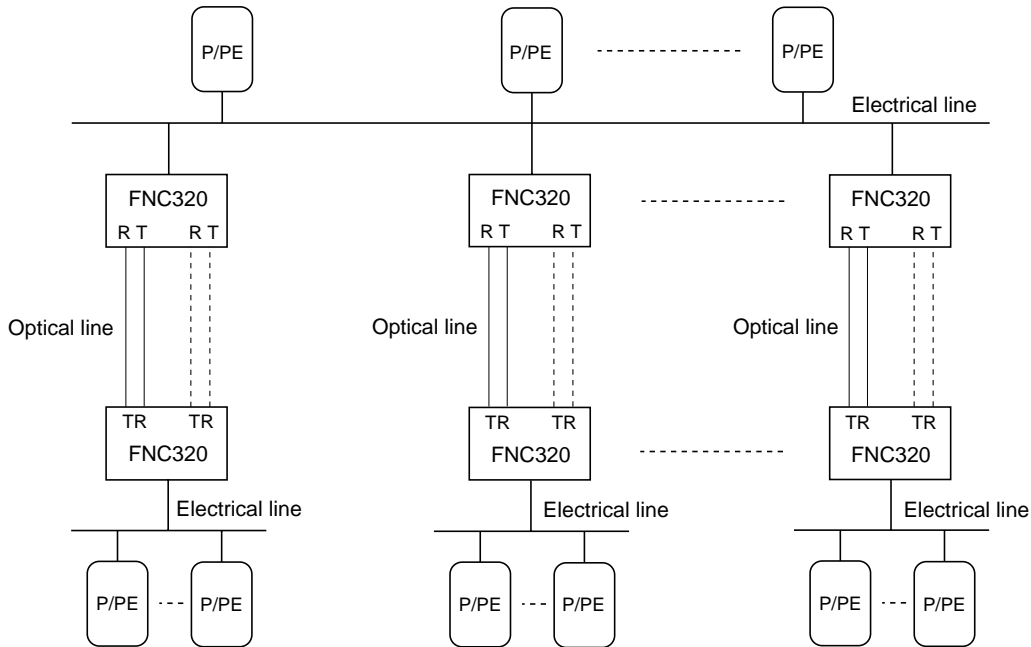 P/PE P/PE P/PE
Electrical line
FNC320 FNC320 FNC320
R T R T R T R T R T R T
Optical line Optical line Optical line
TR TR TR TR TR TR
FNC320 FNC320 FNC320
Electrical line Electrical line Electrical line
P/PE P/PE P/PE P/PE P/PE P/PE